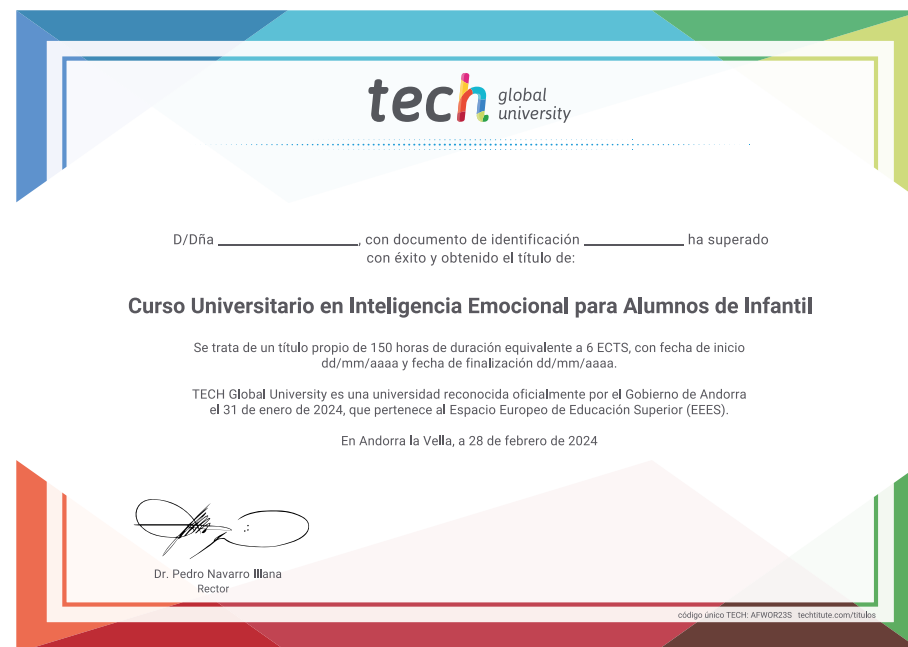 tech global
university
D/Dña ____________________, con documento de identificación ______________ ha superado
con éxito y obtenido el título de:
Curso Universitario en Inteligencia Emocional para Alumnos de Infantil
Se trata de un título propio de 150 horas de duración equivalente a 6 ECTS, con fecha de inicio
dd/mm/aaaa y fecha de finalización dd/mm/aaaa.
TECH Global University es una universidad reconocida oficialmente por el Gobierno de Andorra
el 31 de enero de 2024, que pertenece al Espacio Europeo de Educación Superior (EEES).
En Andorra la Vella, a 28 de febrero de 2024
Dr. Pedro Navarro Illana
Rector
código único TECH: AFWOR23S techtitute.com/titulos